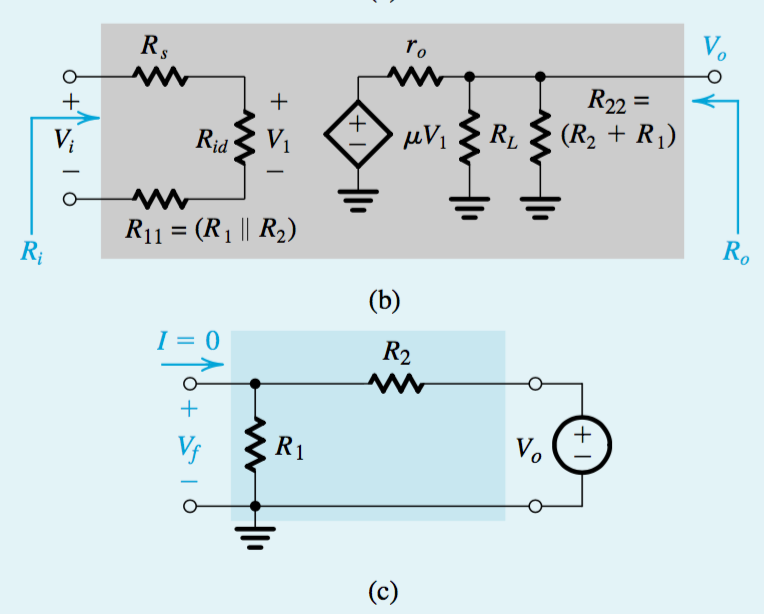 R_s
r_o
V_o
+
V_i
−
R_id
+
V_1
−
+
−
μV_1
R_L
R_22 =
(R_2 + R_1)
R_11 = (R_1 || R_2)
R_i
R_o
(b)
I = 0
R_2
+
V_f
−
R_1
V_o
+
−
(c)